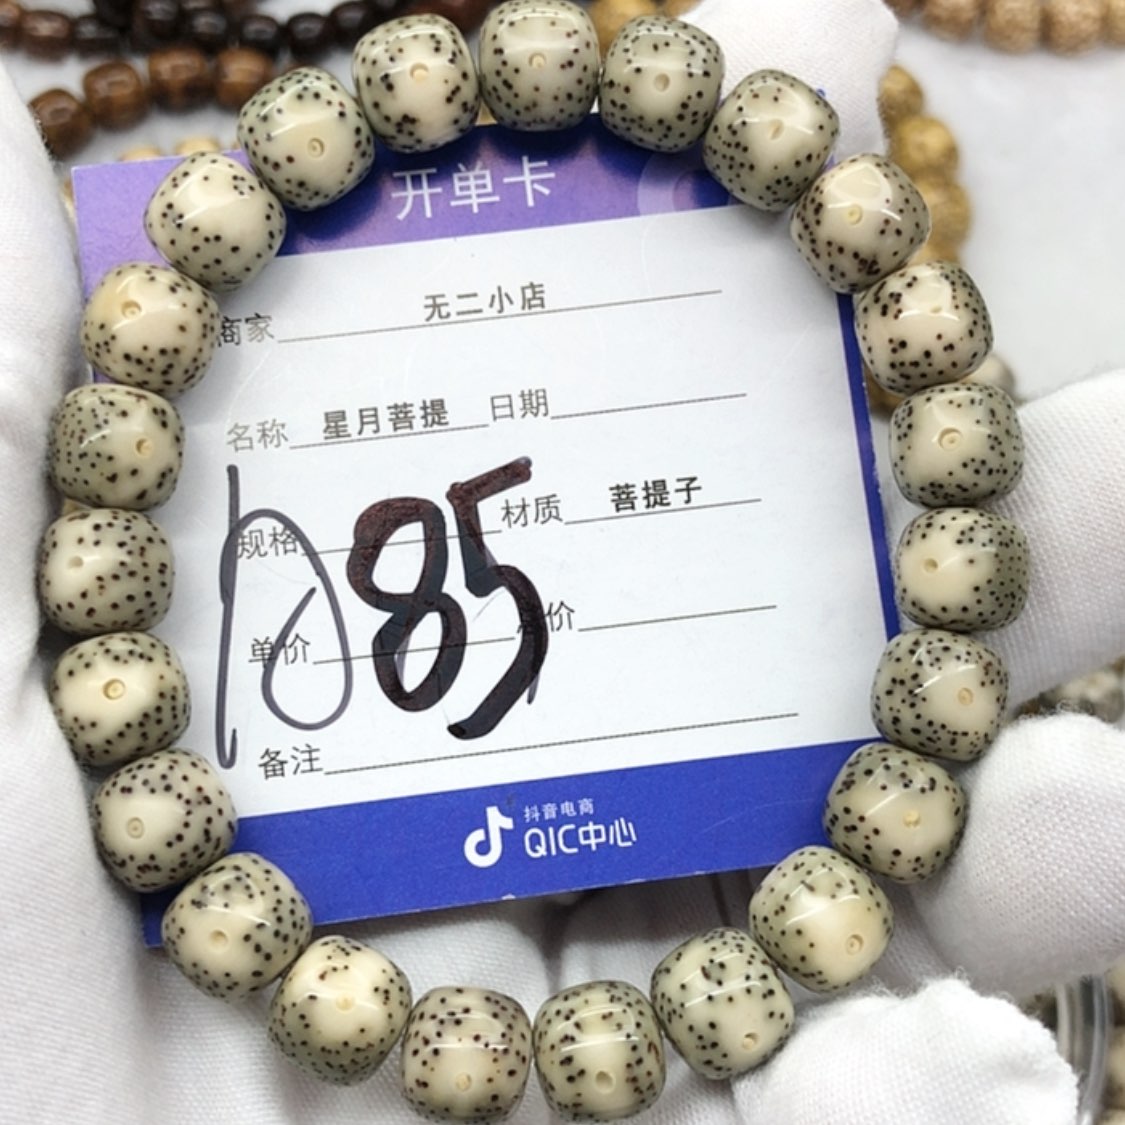 开单卡
商家 无二小店
名称 星月菩提 日期
规格 材质 菩提子
85
单价 价
备注
抖音电商
QIC中心